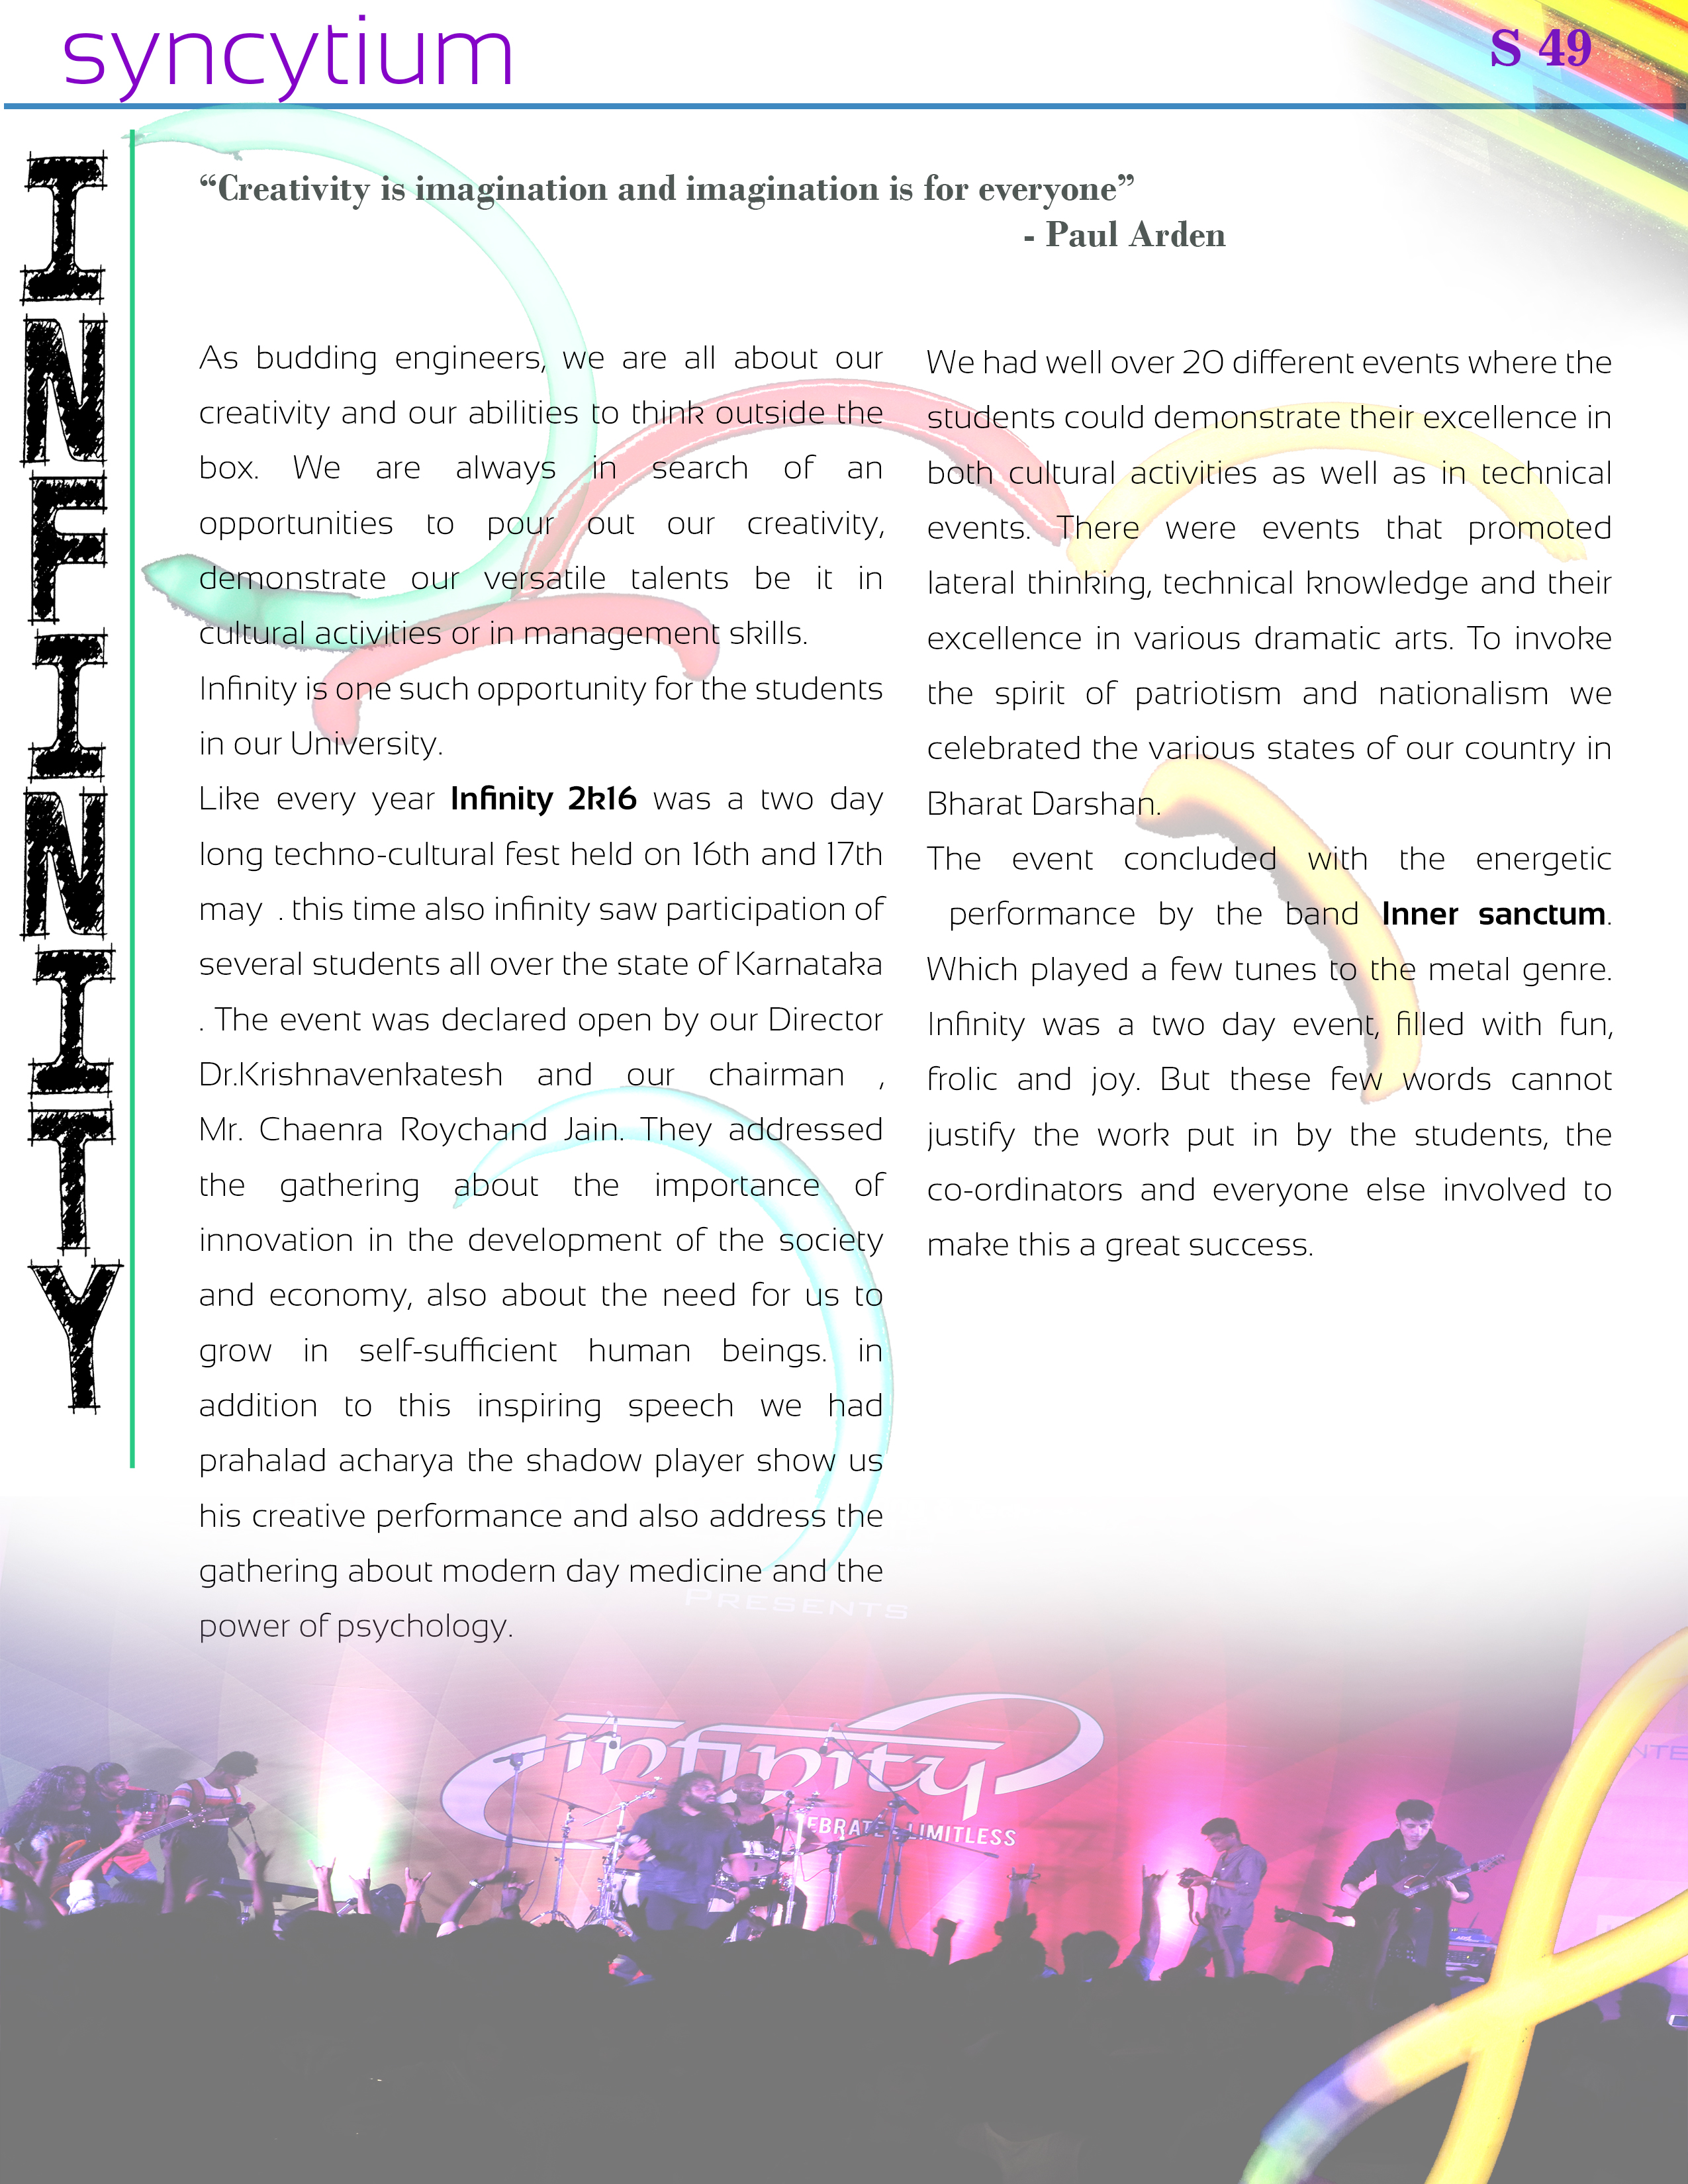 syncytium
S 49
INFINITY
“Creativity is imagination and imagination is for everyone”
- Paul Arden
As budding engineers, we are all about our
creativity and our abilities to think outside the
box. We are always in search of an
opportunities to pour out our creativity,
demonstrate our versatile talents be it in
cultural activities or in management skills.
Infinity is one such opportunity for the students
in our University.
Like every year Infinity 2k16 was a two day
long techno-cultural fest held on 16th and 17th
may . this time also infinity saw participation of
several students all over the state of Karnataka
. The event was declared open by our Director
Dr.Krishnavenkatesh and our chairman ,
Mr. Chaenra Roychand Jain. They addressed
the gathering about the importance of
innovation in the development of the society
and economy, also about the need for us to
grow in self-sufficient human beings. in
addition to this inspiring speech we had
prahalad acharya the shadow player show us
his creative performance and also address the
gathering about modern day medicine and the
power of psychology.
We had well over 20 different events where the
students could demonstrate their excellence in
both cultural activities as well as in technical
events. There were events that promoted
lateral thinking, technical knowledge and their
excellence in various dramatic arts. To invoke
the spirit of patriotism and nationalism we
celebrated the various states of our country in
Bharat Darshan.
The event concluded with the energetic
performance by the band Inner sanctum.
Which played a few tunes to the metal genre.
Infinity was a two day event, filled with fun,
frolic and joy. But these few words cannot
justify the work put in by the students, the
co-ordinators and everyone else involved to
make this a great success.
PRESENTS
infinity
LIMITLESS